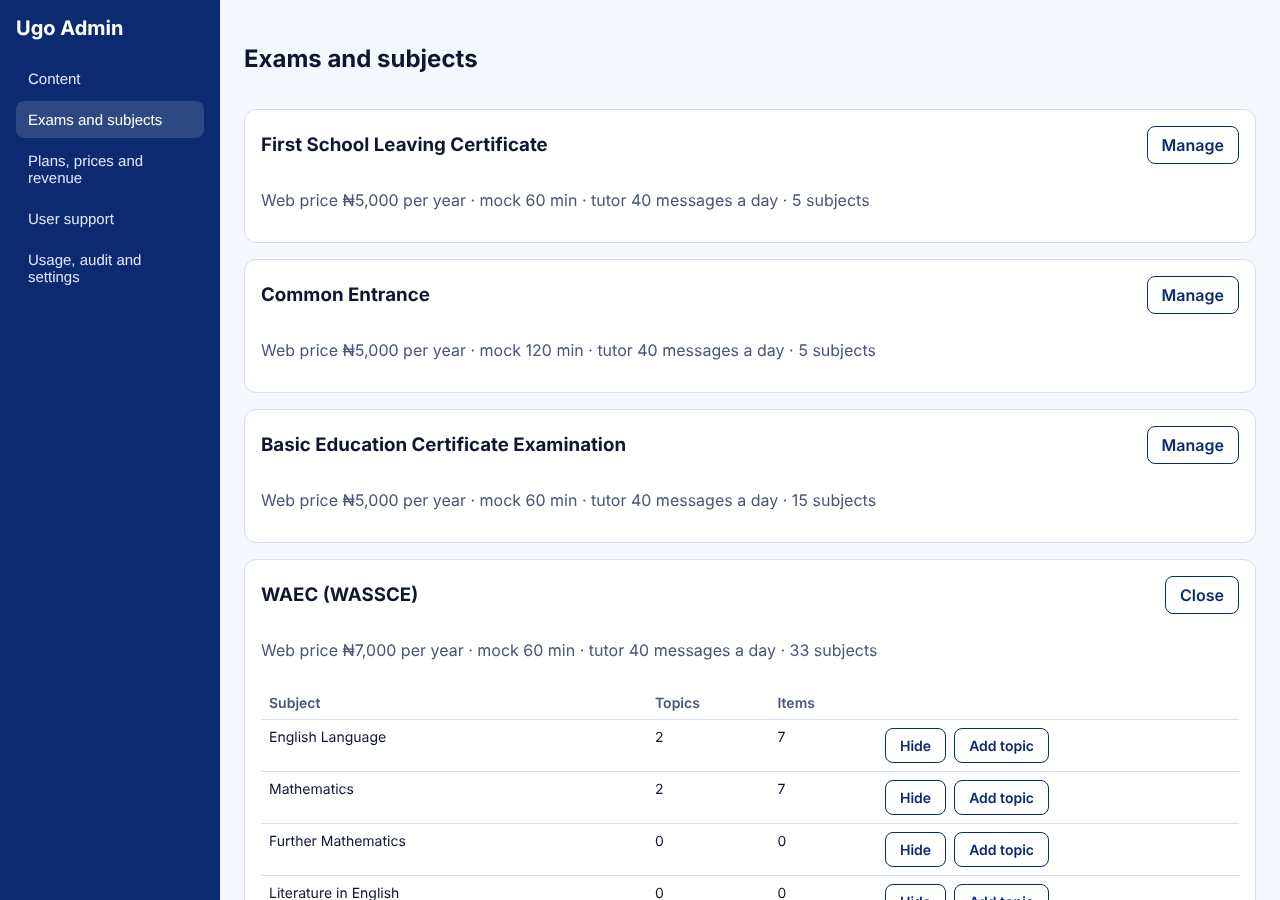 Ugo Admin
Content
Exams and subjects
Plans, prices and
revenue
User support
Usage, audit and
settings
Exams and subjects
First School Leaving Certificate
Manage
Web price ₦5,000 per year · mock 60 min · tutor 40 messages a day · 5 subjects
Common Entrance
Manage
Web price ₦5,000 per year · mock 120 min · tutor 40 messages a day · 5 subjects
Basic Education Certificate Examination
Manage
Web price ₦5,000 per year · mock 60 min · tutor 40 messages a day · 15 subjects
WAEC (WASSCE)
Close
Web price ₦7,000 per year · mock 60 min · tutor 40 messages a day · 33 subjects
Subject Topics Items
English Language 2 7 Hide Add topic
Mathematics 2 7 Hide Add topic
Further Mathematics 0 0 Hide Add topic
Literature in English 0 0 Hide Add topic